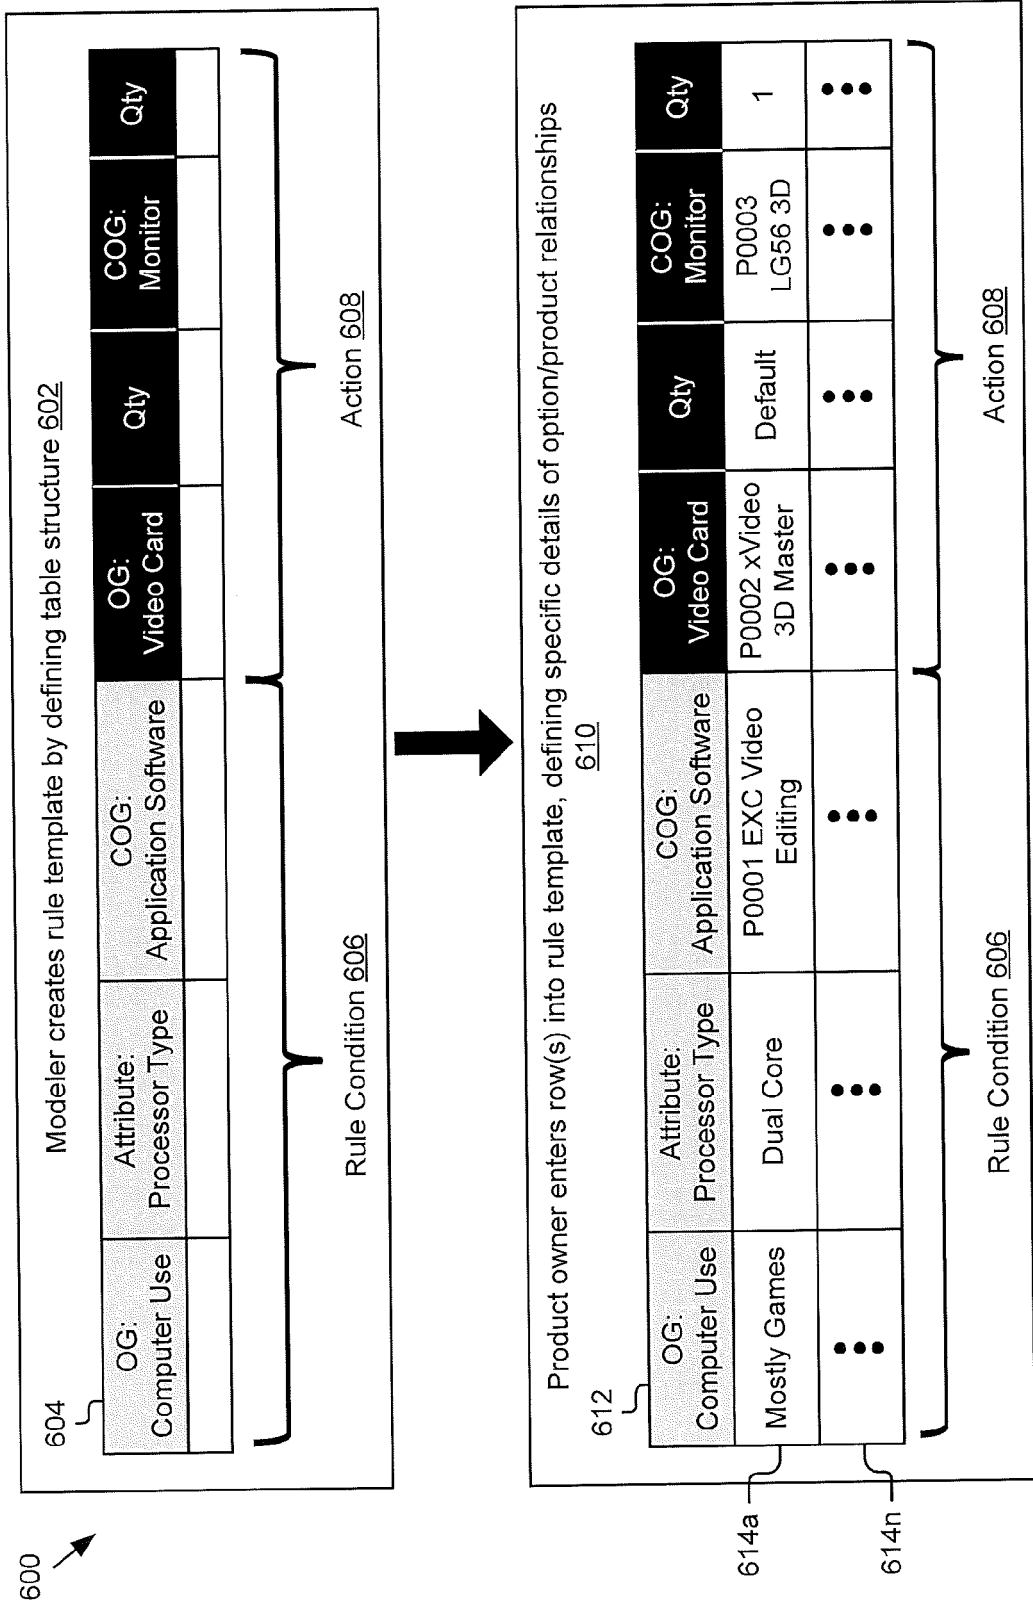 600
Modeler creates rule template by defining table structure 602
604
OG:
Computer Use
Attribute:
Processor Type
COG:
Application Software
OG:
Video Card
Qty
COG:
Monitor
Qty
Rule Condition 606
Action 608
Product owner enters row(s) into rule template, defining specific details of option/product relationships
610
612
OG:
Computer Use
Attribute:
Processor Type
COG:
Application Software
OG:
Video Card
Qty
COG:
Monitor
Qty
614a
Mostly Games
Dual Core
P0001 EXC Video
Editing
P0002 xVideo
3D Master
Default
P0003
LG56 3D
1
614n
Rule Condition 606
Action 608